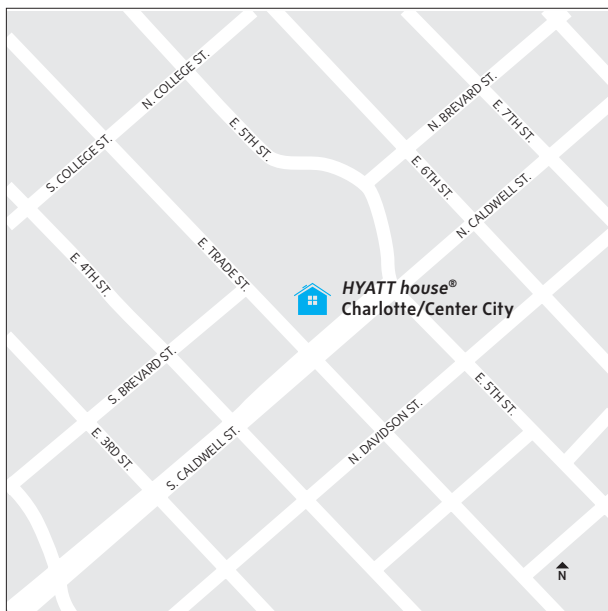 N. COLLEGE ST.
S. COLLEGE ST.
E. 5TH ST.
N. BREVARD ST.
E. 7TH ST.
E. 6TH ST.
N. CALDWELL ST.
E. 4TH ST.
E. TRADE ST.
HYATT house®
Charlotte/Center City
S. BREVARD ST.
E. 3RD ST.
S. CALDWELL ST.
N. DAVIDSON ST.
E. 5TH ST.
N